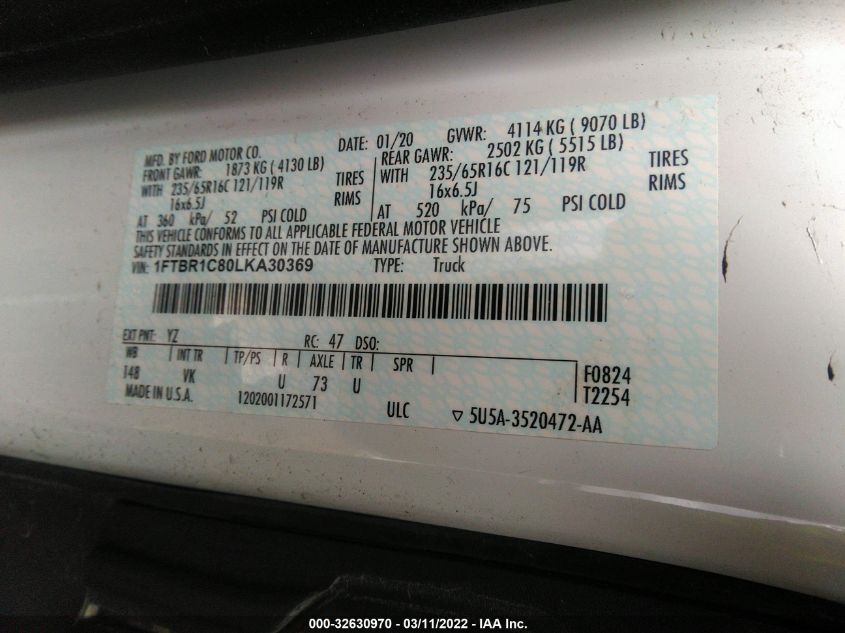 MFD. BY FORD MOTOR CO. DATE: 01/20 GVWR: 4114 KG ( 9070 LB)
FRONT GAWR: 1873 KG ( 4130 LB) REAR GAWR: 2502 KG ( 5515 LB)
WITH 235/65R16C 121/119R TIRES WITH 235/65R16C 121/119R TIRES
16x6.5J RIMS 16x6.5J RIMS
AT 360 kPa/ 52 PSI COLD AT 520 kPa/ 75 PSI COLD
THIS VEHICLE CONFORMS TO ALL APPLICABLE FEDERAL MOTOR VEHICLE
SAFETY STANDARDS IN EFFECT ON THE DATE OF MANUFACTURE SHOWN ABOVE.
VIN: 1FTBR1C80LKA30369 TYPE: Truck
EXT PNT: YZ RC: 47 DSO:
WB INT TR TP/PS R AXLE TR SPR
148 VK U 73 U F0824
MADE IN U.S.A. 1202001172571 T2254
ULC ▽ 5U5A-3520472-AA
000-32630970 - 03/11/2022 - IAA Inc.